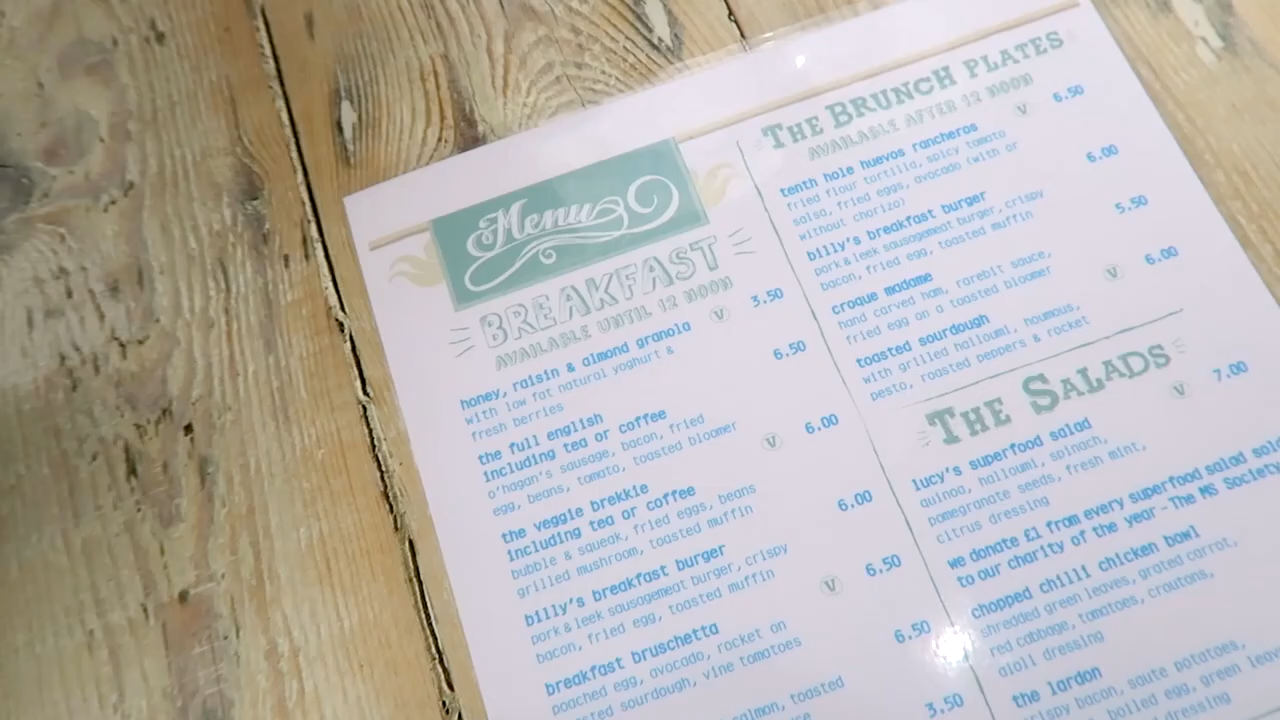 Menu
BREAKFAST
AVAILABLE UNTIL 12 NOON
honey, raisin & almond granola V 3.50
with low fat natural yoghurt &
fresh berries
the full english 6.50
including tea or coffee
o'hagan's sausage, bacon, fried
egg, beans, tomato, toasted bloomer
the veggie brekkie V 6.00
including tea or coffee
bubble & squeak, fried eggs, beans
grilled mushroom, toasted muffin
billy's breakfast burger 6.00
pork & leek sausagemeat burger, crispy
bacon, fried egg, toasted muffin
breakfast bruschetta V 6.50
poached egg, avocado, rocket on
toasted sourdough, vine tomatoes
6.50
salmon, toasted
3.50
THE BRUNCH PLATES
AVAILABLE AFTER 12 NOON
tenth hole huevos rancheros V 6.50
fried flour tortilla, spicy tomato
salsa, fried eggs, avocado (with or
without chorizo)
billy's breakfast burger 6.00
pork & leek sausagemeat burger, crispy
bacon, fried egg, toasted muffin
croque madame 5.50
hand carved ham, rarebit sauce,
fried egg on a toasted bloomer
toasted sourdough V 6.00
with grilled halloumi, houmous,
pesto, roasted peppers & rocket
THE SALADS
lucy's superfood salad V 7.00
quinoa, halloumi, spinach,
pomegranate seeds, fresh mint,
citrus dressing
we donate £1 from every superfood salad sold
to our charity of the year - The MS Society
chopped chilli chicken bowl
shredded green leaves, grated carrot,
red cabbage, tomatoes, croutons,
aioli dressing
the lardon
crispy bacon, saute potatoes,
boiled egg, green leaves
dressing